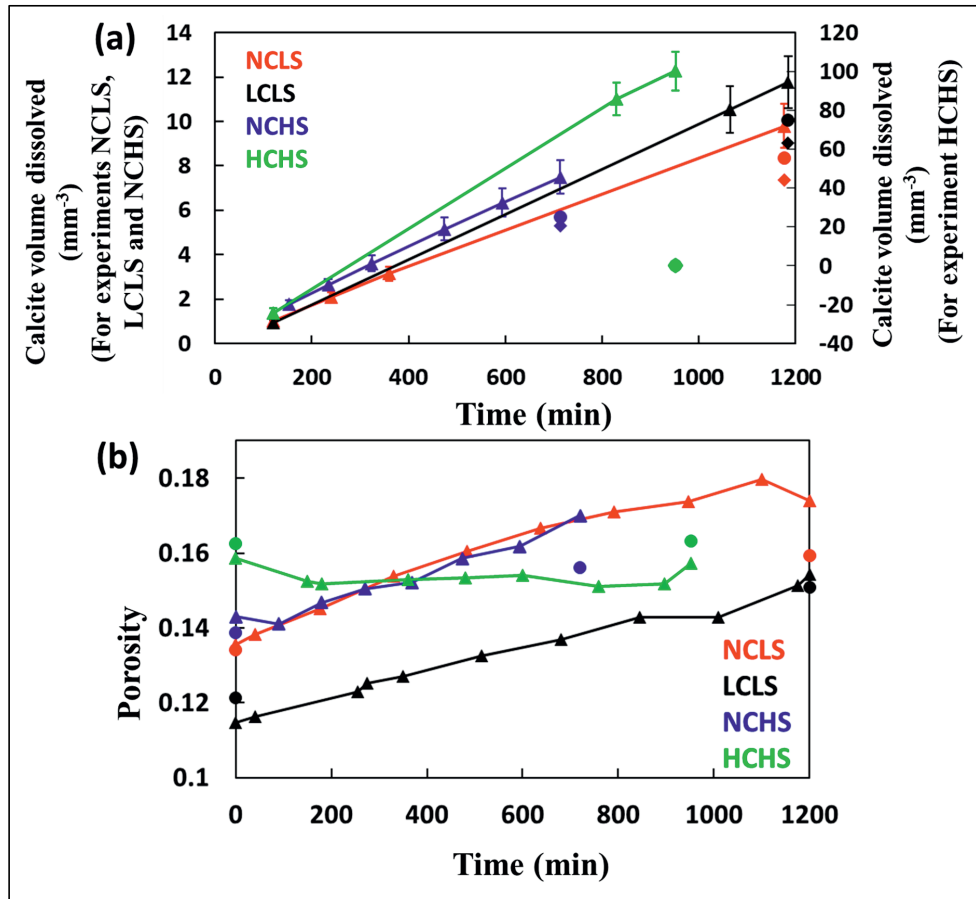 (a)
NCLS
LCLS
NCHS
HCHS
14
12
10
8
6
4
2
0
Calcite volume dissolved
(mm⁻³)
(For experiments NCLS,
LCLS and NCHS)
120
100
80
60
40
20
0
-20
-40
Calcite volume dissolved
(mm⁻³)
(For experiment HCHS)
0 200 400 600 800 1000 1200
Time (min)
(b)
0.18
0.16
0.14
0.12
0.1
Porosity
NCLS
LCLS
NCHS
HCHS
0 200 400 600 800 1000 1200
Time (min)